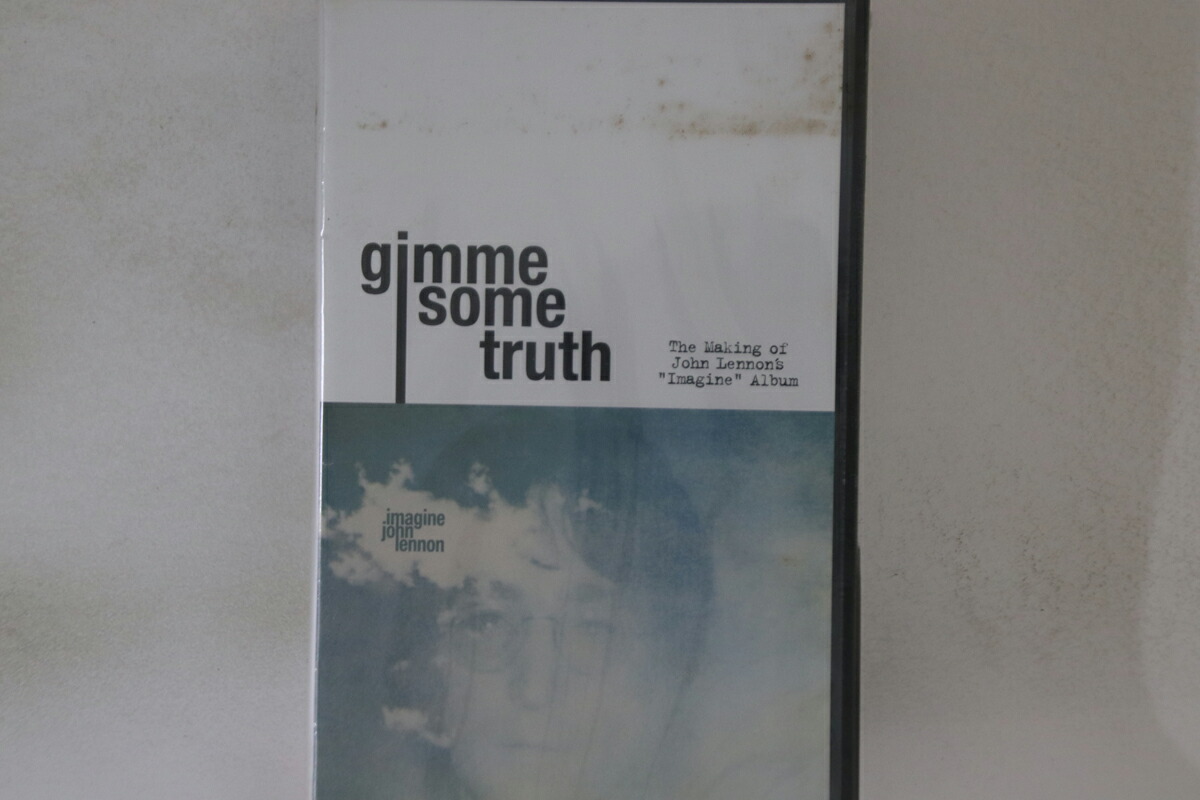 gimme
some
truth
The Making of
John Lennon's
"Imagine" Album
imagine
john
lennon